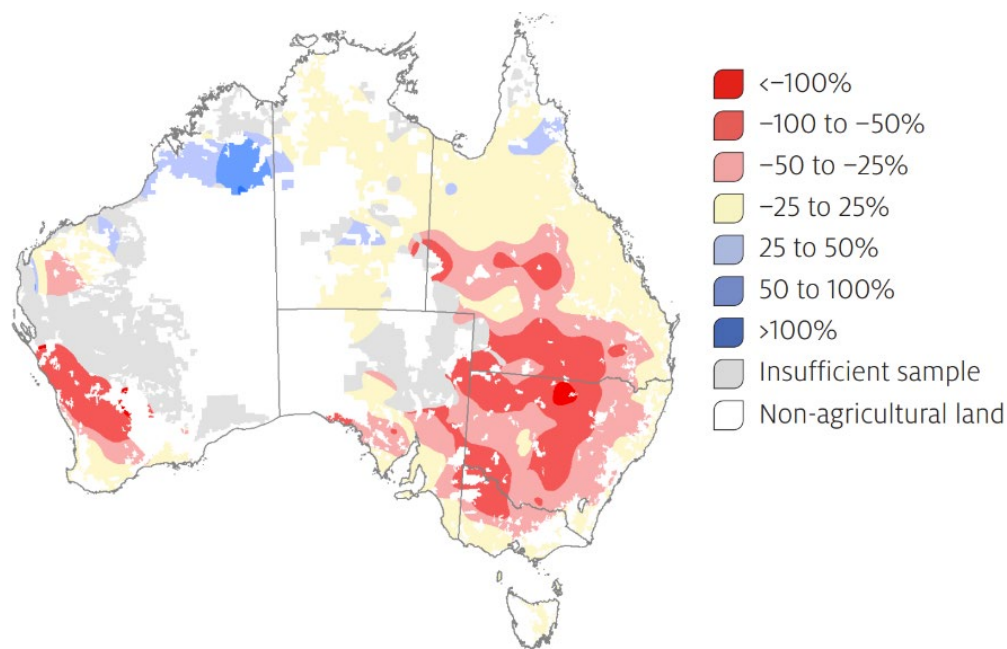 <–100%
–100 to –50%
–50 to –25%
–25 to 25%
25 to 50%
50 to 100%
>100%
Insufficient sample
Non-agricultural land